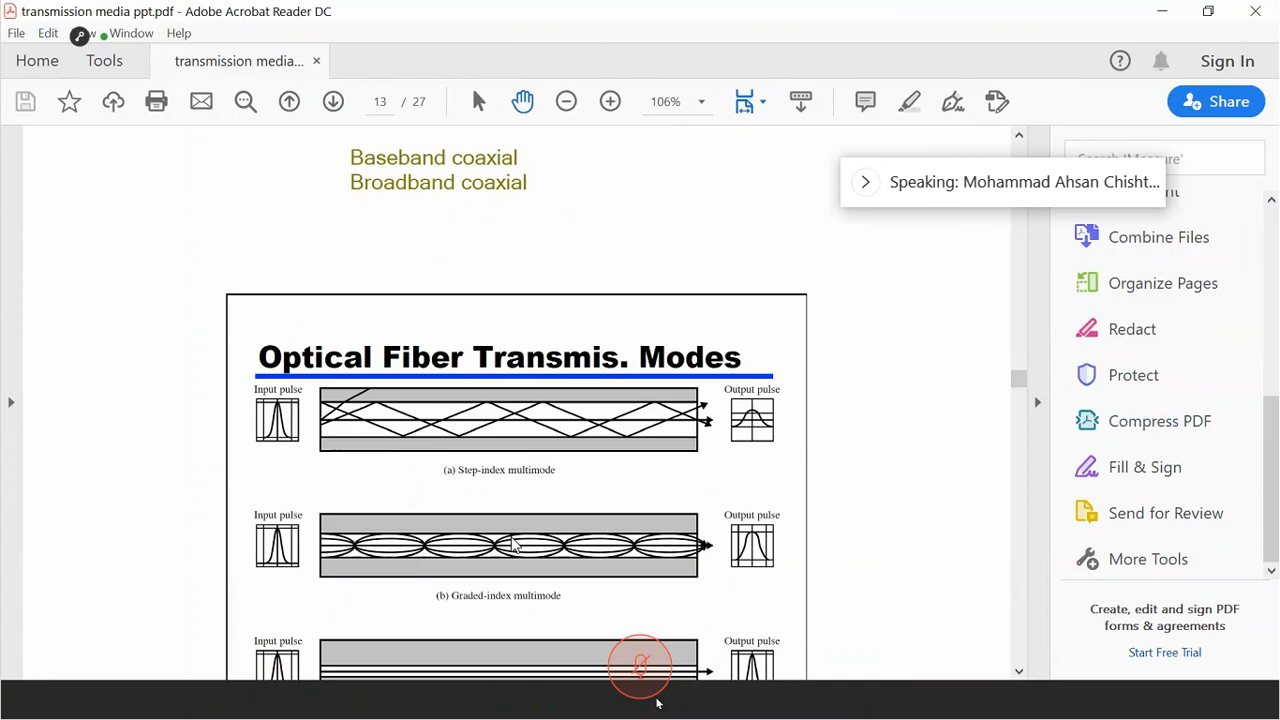 transmission media ppt.pdf - Adobe Acrobat Reader DC
File Edit Window Help
Home Tools transmission media... ×
Sign In
13 / 27
106%
Share
Baseband coaxial
Broadband coaxial
Speaking: Mohammad Ahsan Chisht...
Search 'Measure'
Combine Files
Organize Pages
Redact
Protect
Compress PDF
Fill & Sign
Send for Review
More Tools
Create, edit and sign PDF
forms & agreements
Start Free Trial
Optical Fiber Transmis. Modes
Input pulse
Output pulse
(a) Step-index multimode
Input pulse
Output pulse
(b) Graded-index multimode
Input pulse
Output pulse